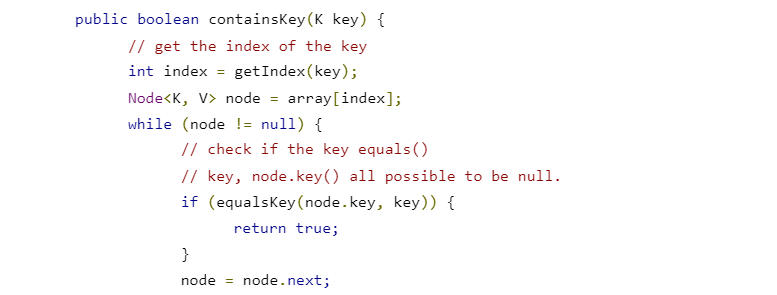 public boolean containsKey(K key) {
// get the index of the key
int index = getIndex(key);
Node<K, V> node = array[index];
while (node != null) {
// check if the key equals()
// key, node.key() all possible to be null.
if (equalsKey(node.key, key)) {
return true;
}
node = node.next;